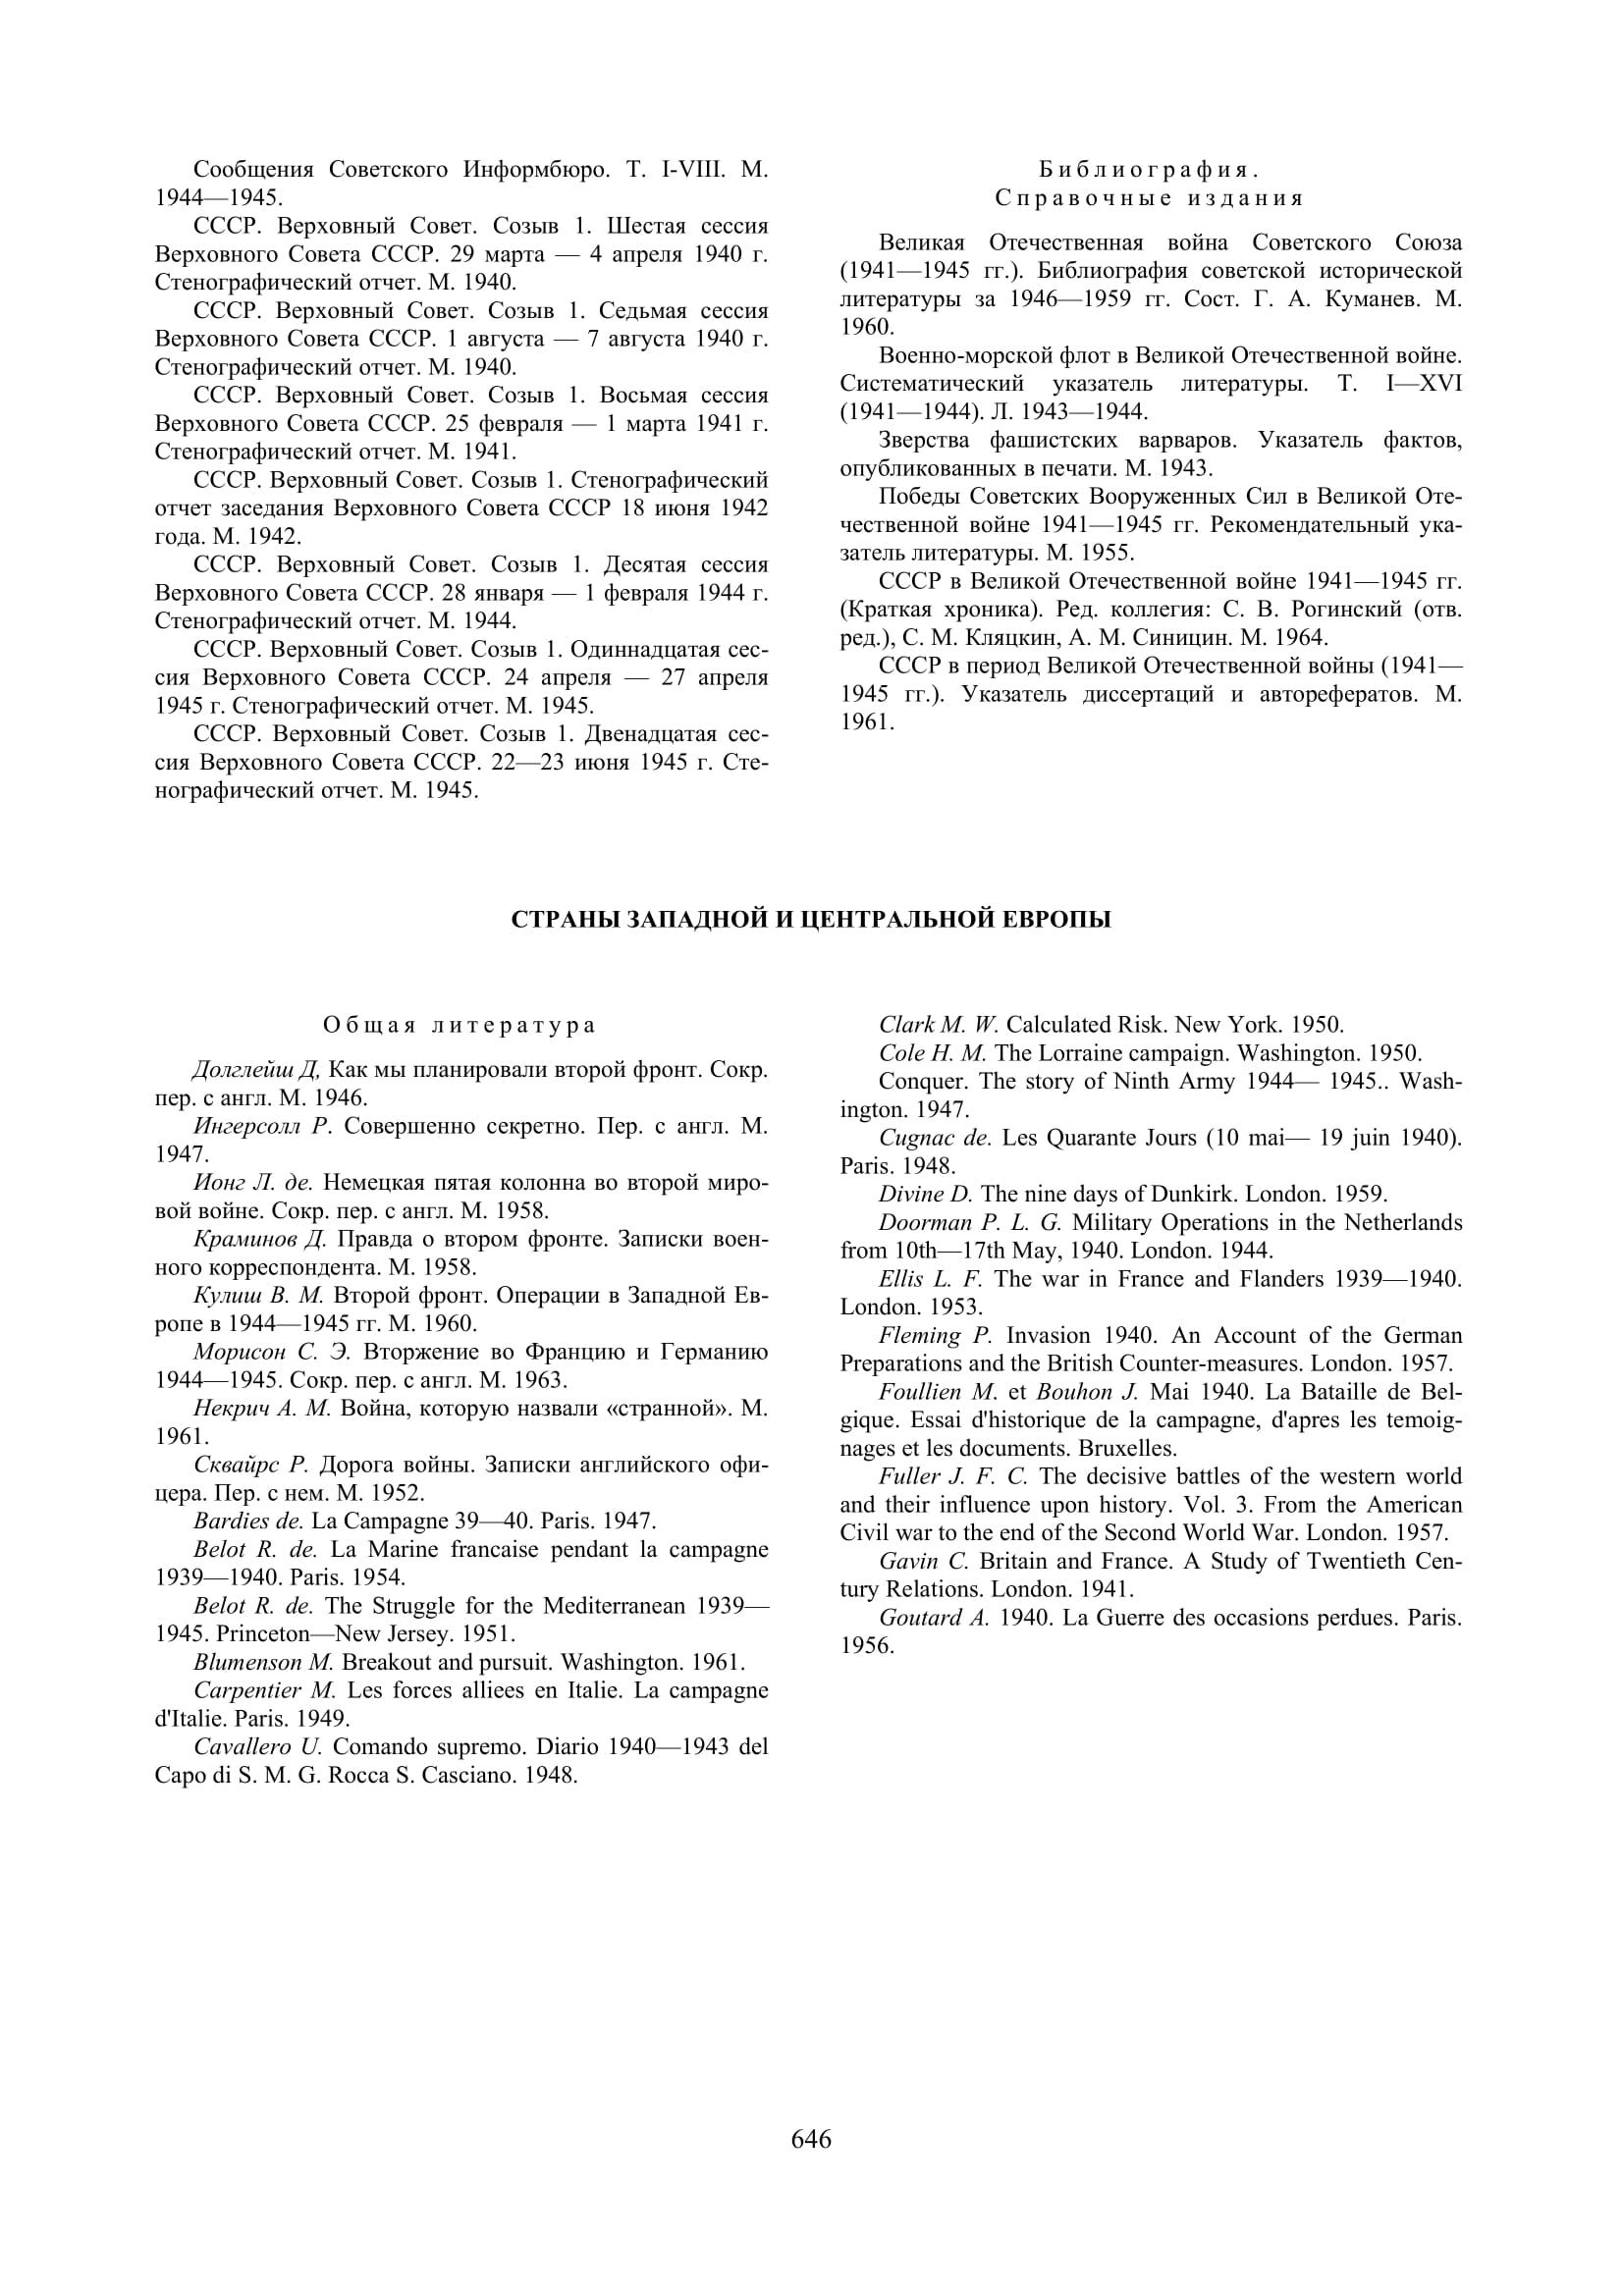 Сообщения Советского Информбюро. Т. I-VIII. М.
1944—1945.
СССР. Верховный Совет. Созыв 1. Шестая сессия
Верховного Совета СССР. 29 марта — 4 апреля 1940 г.
Стенографический отчет. М. 1940.
СССР. Верховный Совет. Созыв 1. Седьмая сессия
Верховного Совета СССР. 1 августа — 7 августа 1940 г.
Стенографический отчет. М. 1940.
СССР. Верховный Совет. Созыв 1. Восьмая сессия
Верховного Совета СССР. 25 февраля — 1 марта 1941 г.
Стенографический отчет. М. 1941.
СССР. Верховный Совет. Созыв 1. Стенографический
отчет заседания Верховного Совета СССР 18 июня 1942
года. М. 1942.
СССР. Верховный Совет. Созыв 1. Десятая сессия
Верховного Совета СССР. 28 января — 1 февраля 1944 г.
Стенографический отчет. М. 1944.
СССР. Верховный Совет. Созыв 1. Одиннадцатая сес-
сия Верховного Совета СССР. 24 апреля — 27 апреля
1945 г. Стенографический отчет. М. 1945.
СССР. Верховный Совет. Созыв 1. Двенадцатая сес-
сия Верховного Совета СССР. 22—23 июня 1945 г. Сте-
нографический отчет. М. 1945.
Библиография.
Справочные издания
Великая Отечественная война Советского Союза
(1941—1945 гг.). Библиография советской исторической
литературы за 1946—1959 гг. Сост. Г. А. Куманев. М.
1960.
Военно-морской флот в Великой Отечественной войне.
Систематический указатель литературы. Т. I—XVI
(1941—1944). Л. 1943—1944.
Зверства фашистских варваров. Указатель фактов,
опубликованных в печати. М. 1943.
Победы Советских Вооруженных Сил в Великой Оте-
чественной войне 1941—1945 гг. Рекомендательный ука-
затель литературы. М. 1955.
СССР в Великой Отечественной войне 1941—1945 гг.
(Краткая хроника). Ред. коллегия: С. В. Рогинский (отв.
ред.), С. М. Кляцкин, А. М. Синицин. М. 1964.
СССР в период Великой Отечественной войны (1941—
1945 гг.). Указатель диссертаций и авторефератов. М.
1961.
СТРАНЫ ЗАПАДНОЙ И ЦЕНТРАЛЬНОЙ ЕВРОПЫ
Общая литература
Долглейш Д, Как мы планировали второй фронт. Сокр.
пер. с англ. М. 1946.
Ингерсолл Р. Совершенно секретно. Пер. с англ. М.
1947.
Ионг Л. де. Немецкая пятая колонна во второй миро-
вой войне. Сокр. пер. с англ. М. 1958.
Краминов Д. Правда о втором фронте. Записки воен-
ного корреспондента. М. 1958.
Кулиш В. М. Второй фронт. Операции в Западной Ев-
ропе в 1944—1945 гг. М. 1960.
Морисон С. Э. Вторжение во Францию и Германию
1944—1945. Сокр. пер. с англ. М. 1963.
Некрич А. М. Война, которую назвали «странной». М.
1961.
Сквайрс Р. Дорога войны. Записки английского офи-
цера. Пер. с нем. М. 1952.
Bardies de. La Campagne 39—40. Paris. 1947.
Belot R. de. La Marine francaise pendant la campagne
1939—1940. Paris. 1954.
Belot R. de. The Struggle for the Mediterranean 1939—
1945. Princeton—New Jersey. 1951.
Blumenson M. Breakout and pursuit. Washington. 1961.
Carpentier M. Les forces alliees en Italie. La campagne
d'Italie. Paris. 1949.
Cavallero U. Comando supremo. Diario 1940—1943 del
Capo di S. M. G. Rocca S. Casciano. 1948.
Clark M. W. Calculated Risk. New York. 1950.
Cole H. M. The Lorraine campaign. Washington. 1950.
Conquer. The story of Ninth Army 1944— 1945.. Wash-
ington. 1947.
Cugnac de. Les Quarante Jours (10 mai— 19 juin 1940).
Paris. 1948.
Divine D. The nine days of Dunkirk. London. 1959.
Doorman P. L. G. Military Operations in the Netherlands
from 10th—17th May, 1940. London. 1944.
Ellis L. F. The war in France and Flanders 1939—1940.
London. 1953.
Fleming P. Invasion 1940. An Account of the German
Preparations and the British Counter-measures. London. 1957.
Foullien M. et Bouhon J. Mai 1940. La Bataille de Bel-
gique. Essai d'historique de la campagne, d'apres les temoig-
nages et les documents. Bruxelles.
Fuller J. F. C. The decisive battles of the western world
and their influence upon history. Vol. 3. From the American
Civil war to the end of the Second World War. London. 1957.
Gavin C. Britain and France. A Study of Twentieth Cen-
tury Relations. London. 1941.
Goutard A. 1940. La Guerre des occasions perdues. Paris.
1956.
646